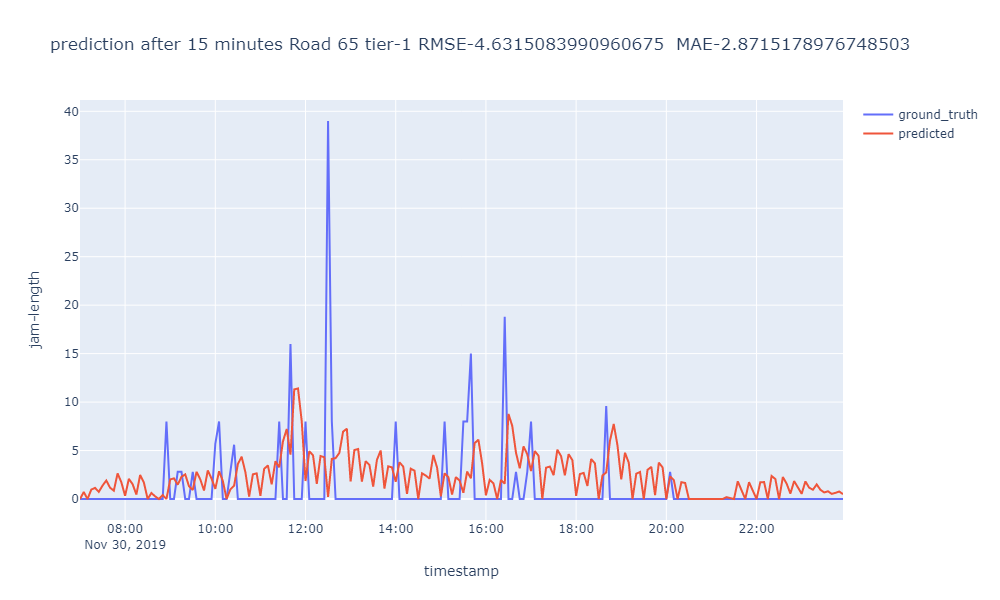 prediction after 15 minutes Road 65 tier-1 RMSE-4.6315083990960675  MAE-2.8715178976748503
ground_truth
predicted
jam-length
40
35
30
25
20
15
10
5
0
08:00
10:00
12:00
14:00
16:00
18:00
20:00
22:00
Nov 30, 2019
timestamp